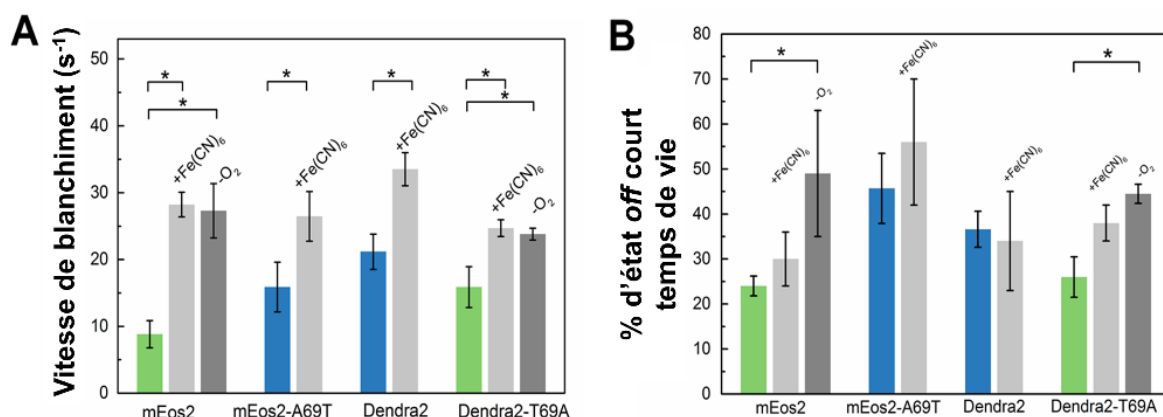 A
Vitesse de blanchiment (s⁻¹)
50
40
30
20
10
0
*
*
+Fe(CN)₆
-O₂
*
+Fe(CN)₆
*
+Fe(CN)₆
*
*
+Fe(CN)₆
-O₂
mEos2
mEos2-A69T
Dendra2
Dendra2-T69A
B
% d'état off court
temps de vie
80
70
60
50
40
30
20
10
0
*
+Fe(CN)₆
-O₂
+Fe(CN)₆
+Fe(CN)₆
*
+Fe(CN)₆
-O₂
mEos2
mEos2-A69T
Dendra2
Dendra2-T69A